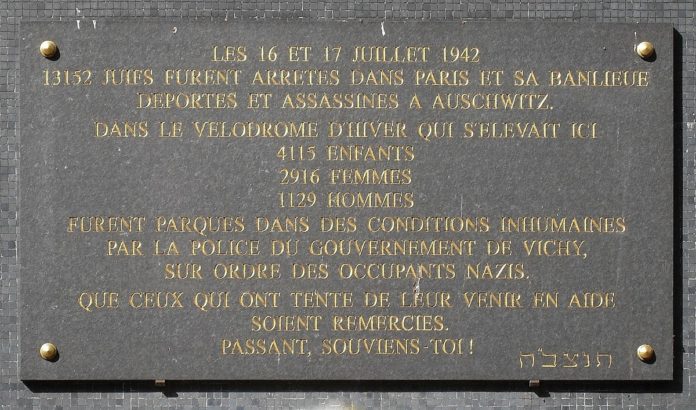 LES 16 ET 17 JUILLET 1942
13152 JUIFS FURENT ARRETES DANS PARIS ET SA BANLIEUE
DEPORTES ET ASSASSINES A AUSCHWITZ.
DANS LE VELODROME D'HIVER QUI S'ELEVAIT ICI
4115 ENFANTS
2916 FEMMES
1129 HOMMES
FURENT PARQUES DANS DES CONDITIONS INHUMAINES
PAR LA POLICE DU GOUVERNEMENT DE VICHY,
SUR ORDRE DES OCCUPANTS NAZIS.
QUE CEUX QUI ONT TENTE DE LEUR VENIR EN AIDE
SOIENT REMERCIES.
PASSANT, SOUVIENS-TOI !
תנצב"ה